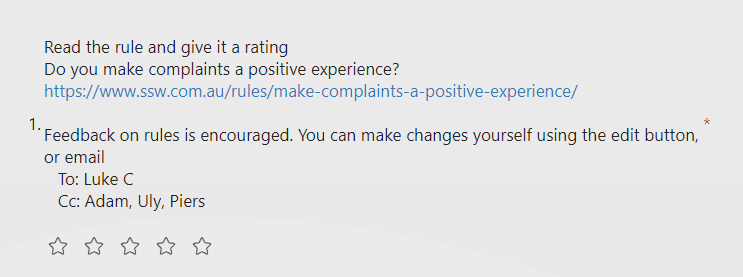 Read the rule and give it a rating
Do you make complaints a positive experience?
https://www.ssw.com.au/rules/make-complaints-a-positive-experience/
1.
Feedback on rules is encouraged. You can make changes yourself using the edit button, *
or email
To: Luke C
Cc: Adam, Uly, Piers